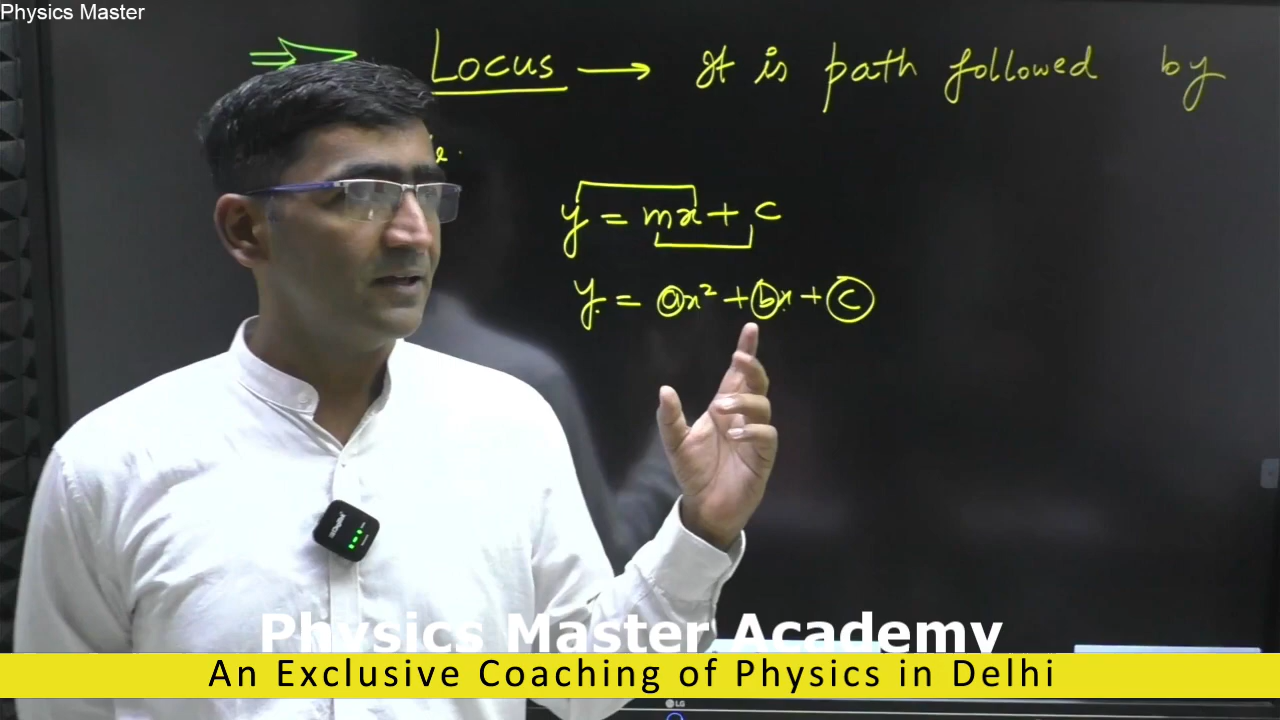 Physics Master
Locus → It is path followed by
y = mx + c
y = ax² + bx + c
Physics Master Academy
An Exclusive Coaching of Physics in Delhi
LG